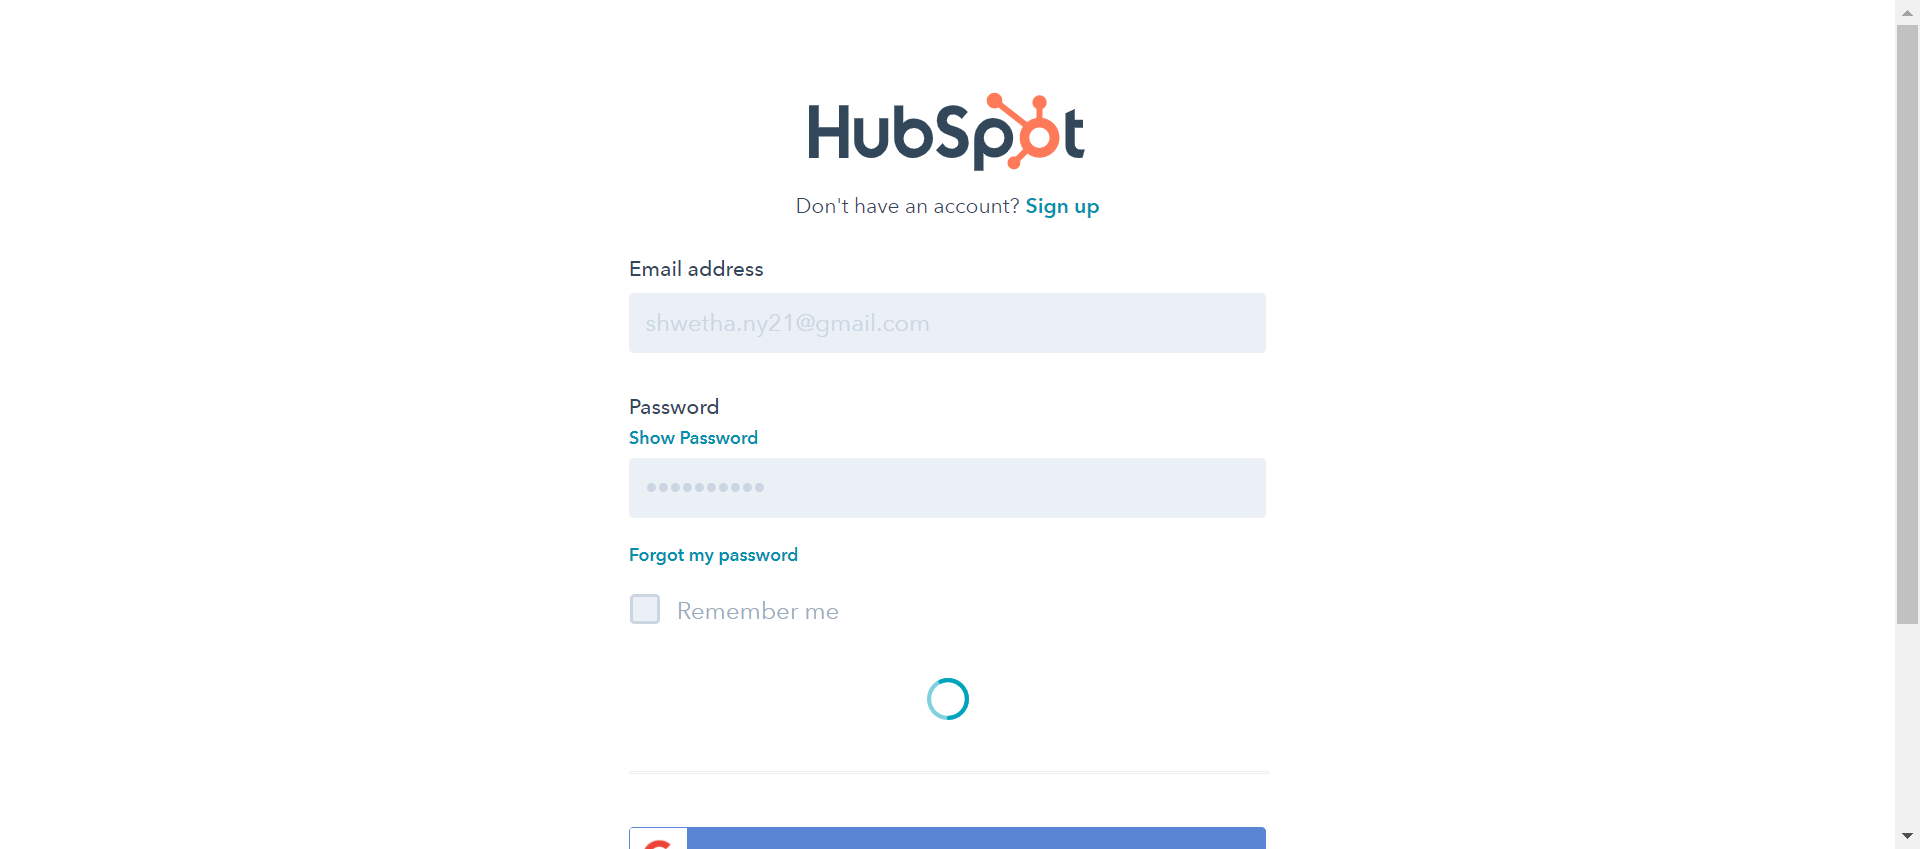 HubSpot
Don't have an account? Sign up
Email address
shwetha.ny21@gmail.com
Password
Show Password
••••••••••
Forgot my password
Remember me